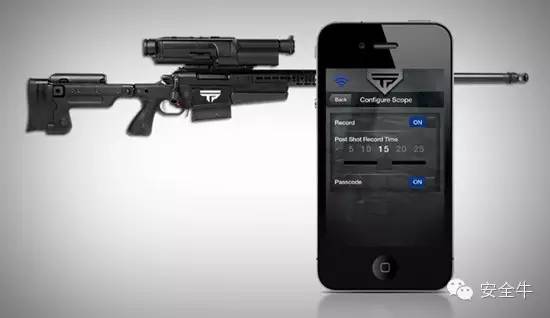 Back Configure Scope
Record ON
Post Shot Record Time
5 10 15 20 25
Passcode ON
安全牛